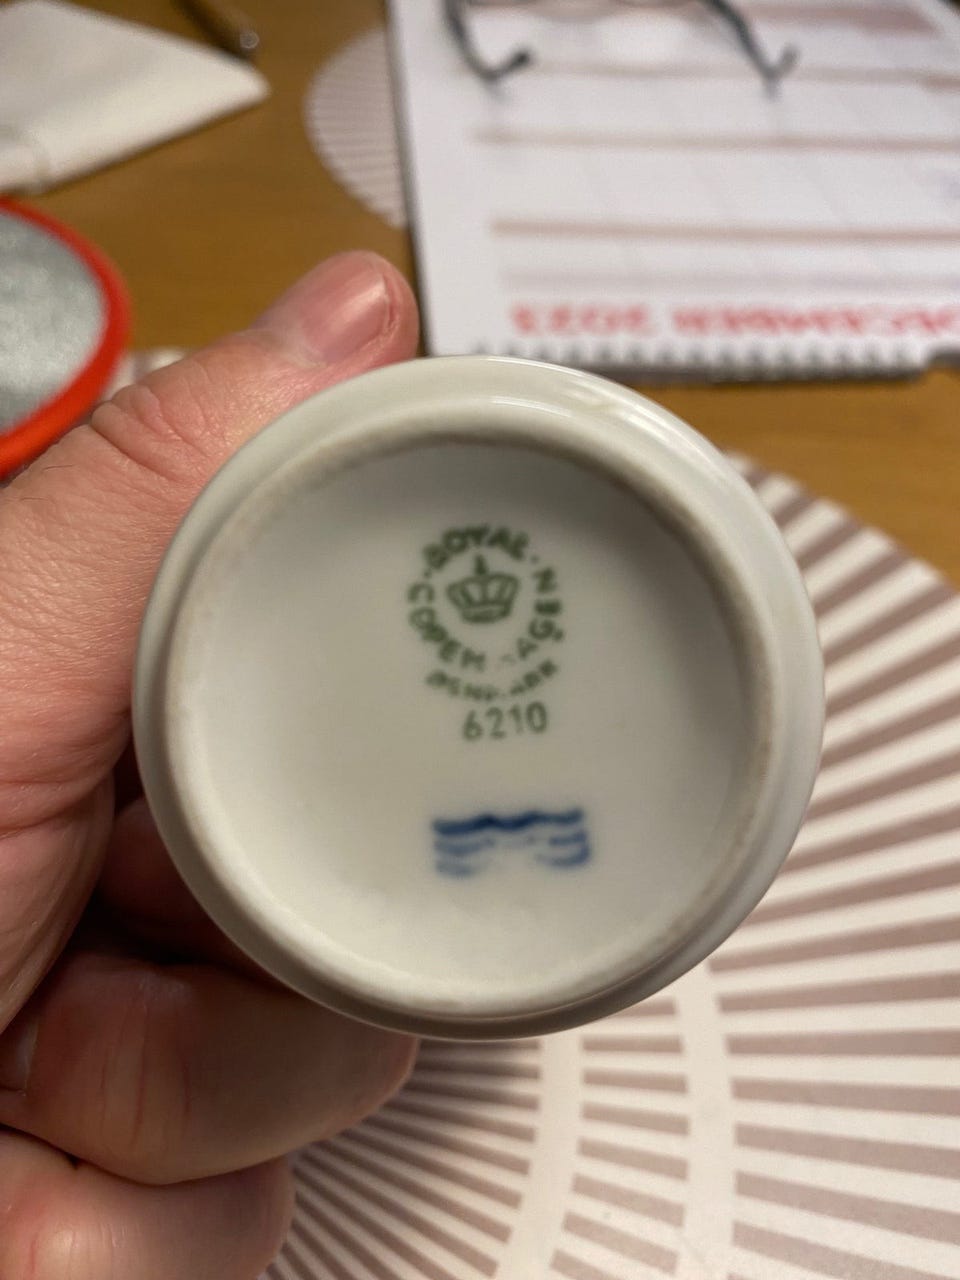 ROYAL
COPENHAGEN
DENMARK
6210